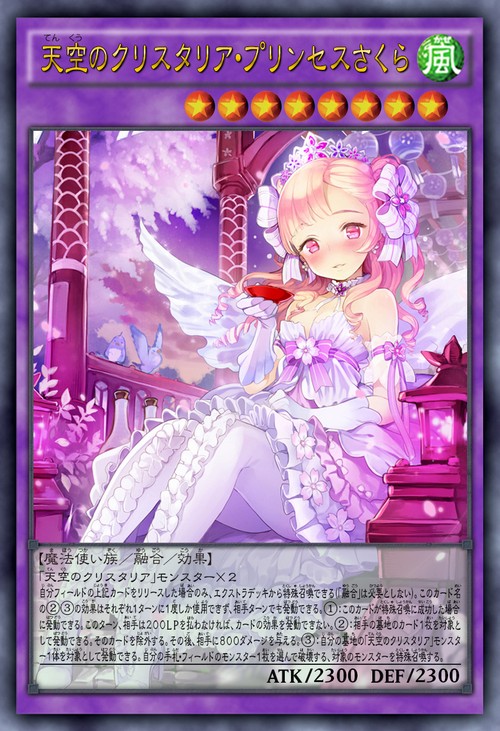 天空のクリスタリア・プリンセスさくら
風
【魔法使い族／融合／効果】
「天空のクリスタリア」モンスター×2
自分フィールドの上記カードをリリースした場合のみ、エクストラデッキから特殊召喚できる(「融合」は必要としない)。このカード名
の②③の効果はそれぞれ1ターンに1度しか使用できず、相手ターンでも発動できる。①：このカードが特殊召喚に成功した場合
に発動できる。このターン、相手は200LPを払わなければ、カードの効果を発動できない。②：相手の墓地のカード1枚を対象と
して発動できる。そのカードを除外する。その後、相手に800ダメージを与える。③：自分の墓地の「天空のクリスタリア」モンスタ
ー1体を対象として発動できる。自分の手札・フィールドのモンスター1枚を選んで破壊する、対象のモンスターを特殊召喚する。
ATK/2300 DEF/2300